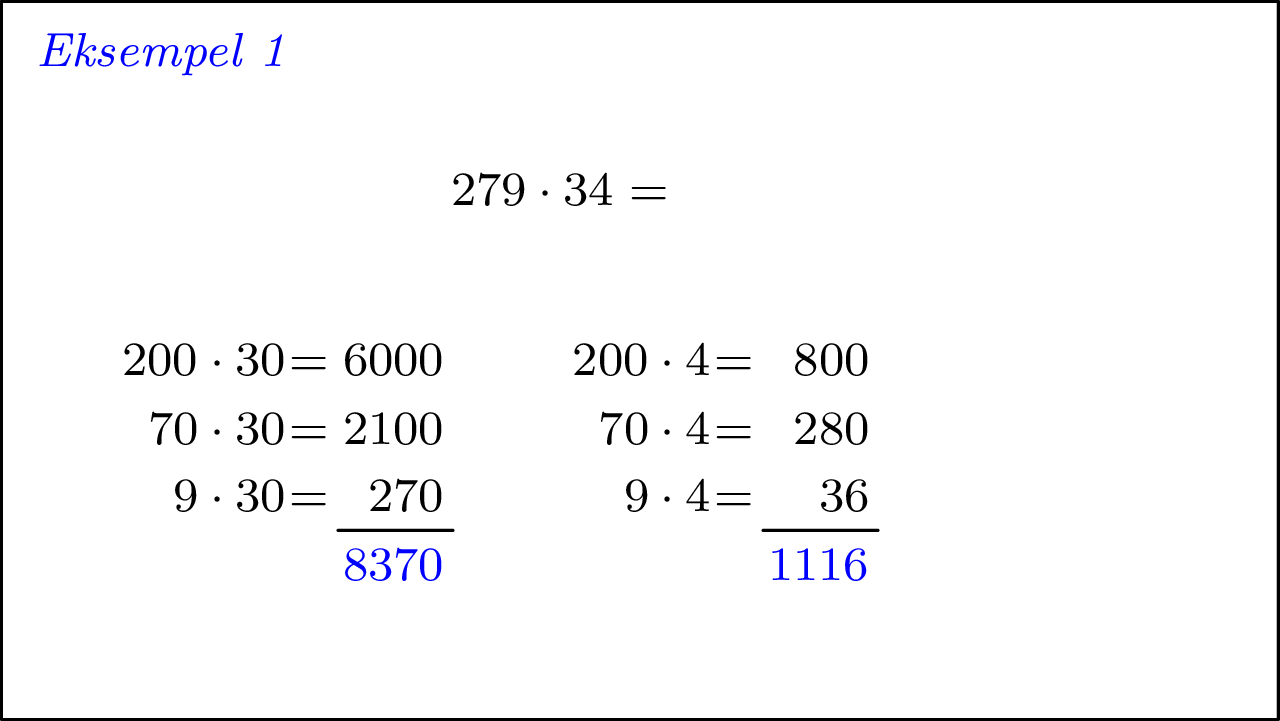 Eksempel 1
279 · 34 =
200 · 30 = 6000
70 · 30 = 2100
9 · 30 = 270
8370
200 · 4 = 800
70 · 4 = 280
9 · 4 = 36
1116